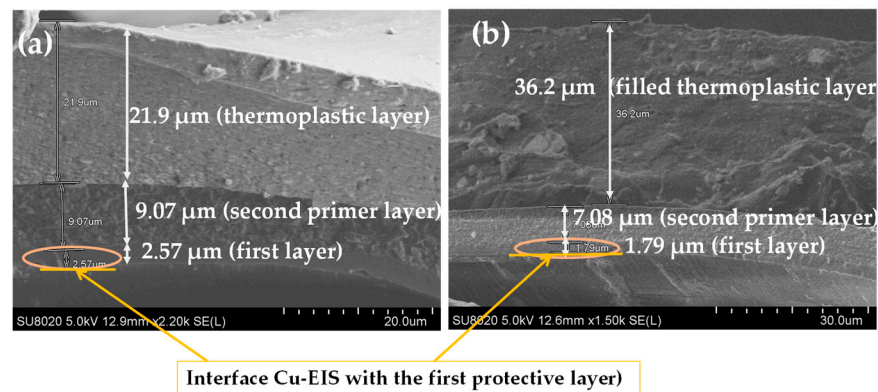 (a)
21.9um
21.9 µm (thermoplastic layer)
9.07um
9.07 µm (second primer layer)
2.57 µm (first layer)
2.57um
SU8020 5.0kV 12.9mm x2.20k SE(L)
20.0um
(b)
36.2 µm (filled thermoplastic layer
36.2um
7.08 µm (second primer layer)
7.08um
1.79 µm (first layer)
1.79um
SU8020 5.0kV 12.6mm x1.50k SE(L)
30.0um
Interface Cu-EIS with the first protective layer)